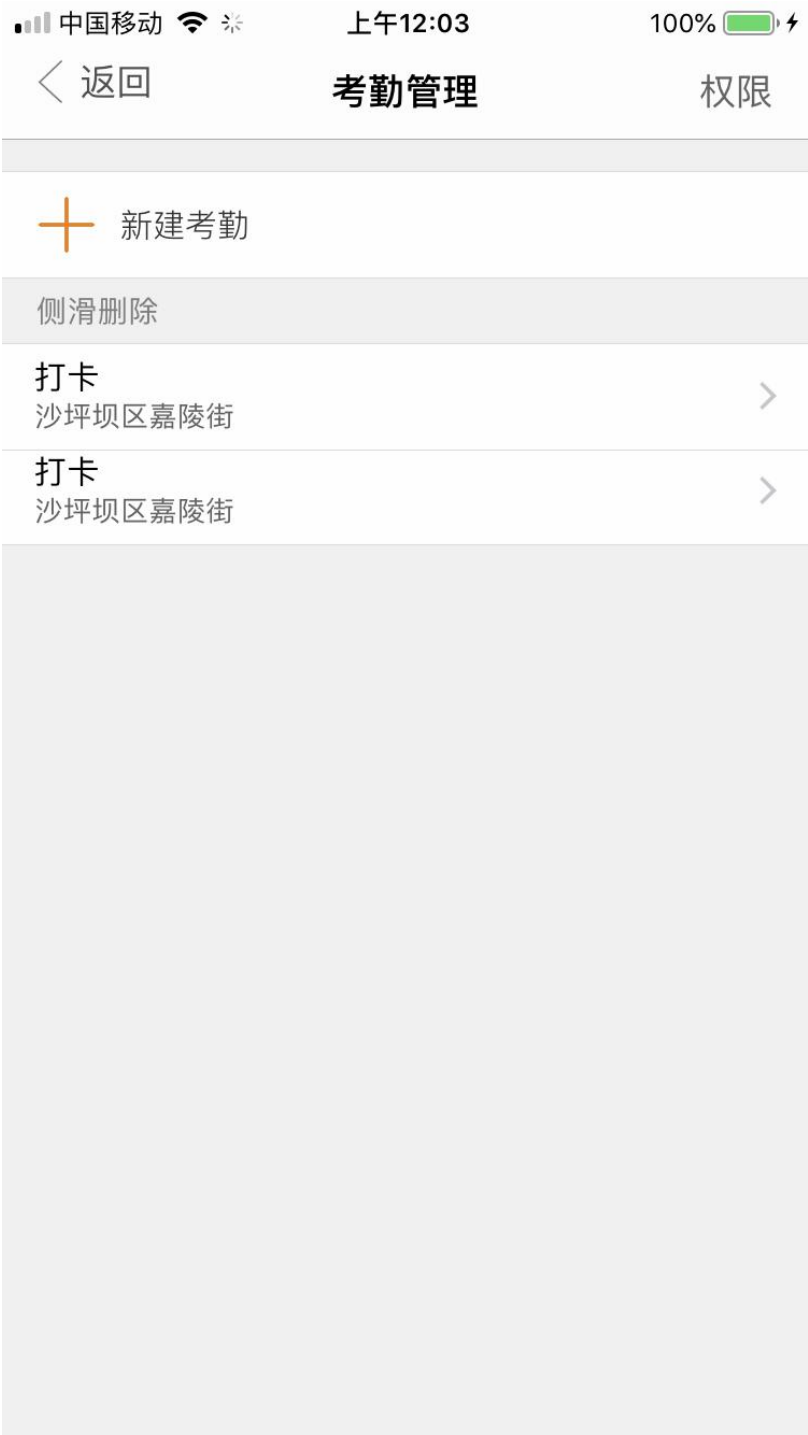 中国移动 上午12:03 100%
返回 考勤管理 权限
新建考勤
侧滑删除
打卡
沙坪坝区嘉陵街
打卡
沙坪坝区嘉陵街